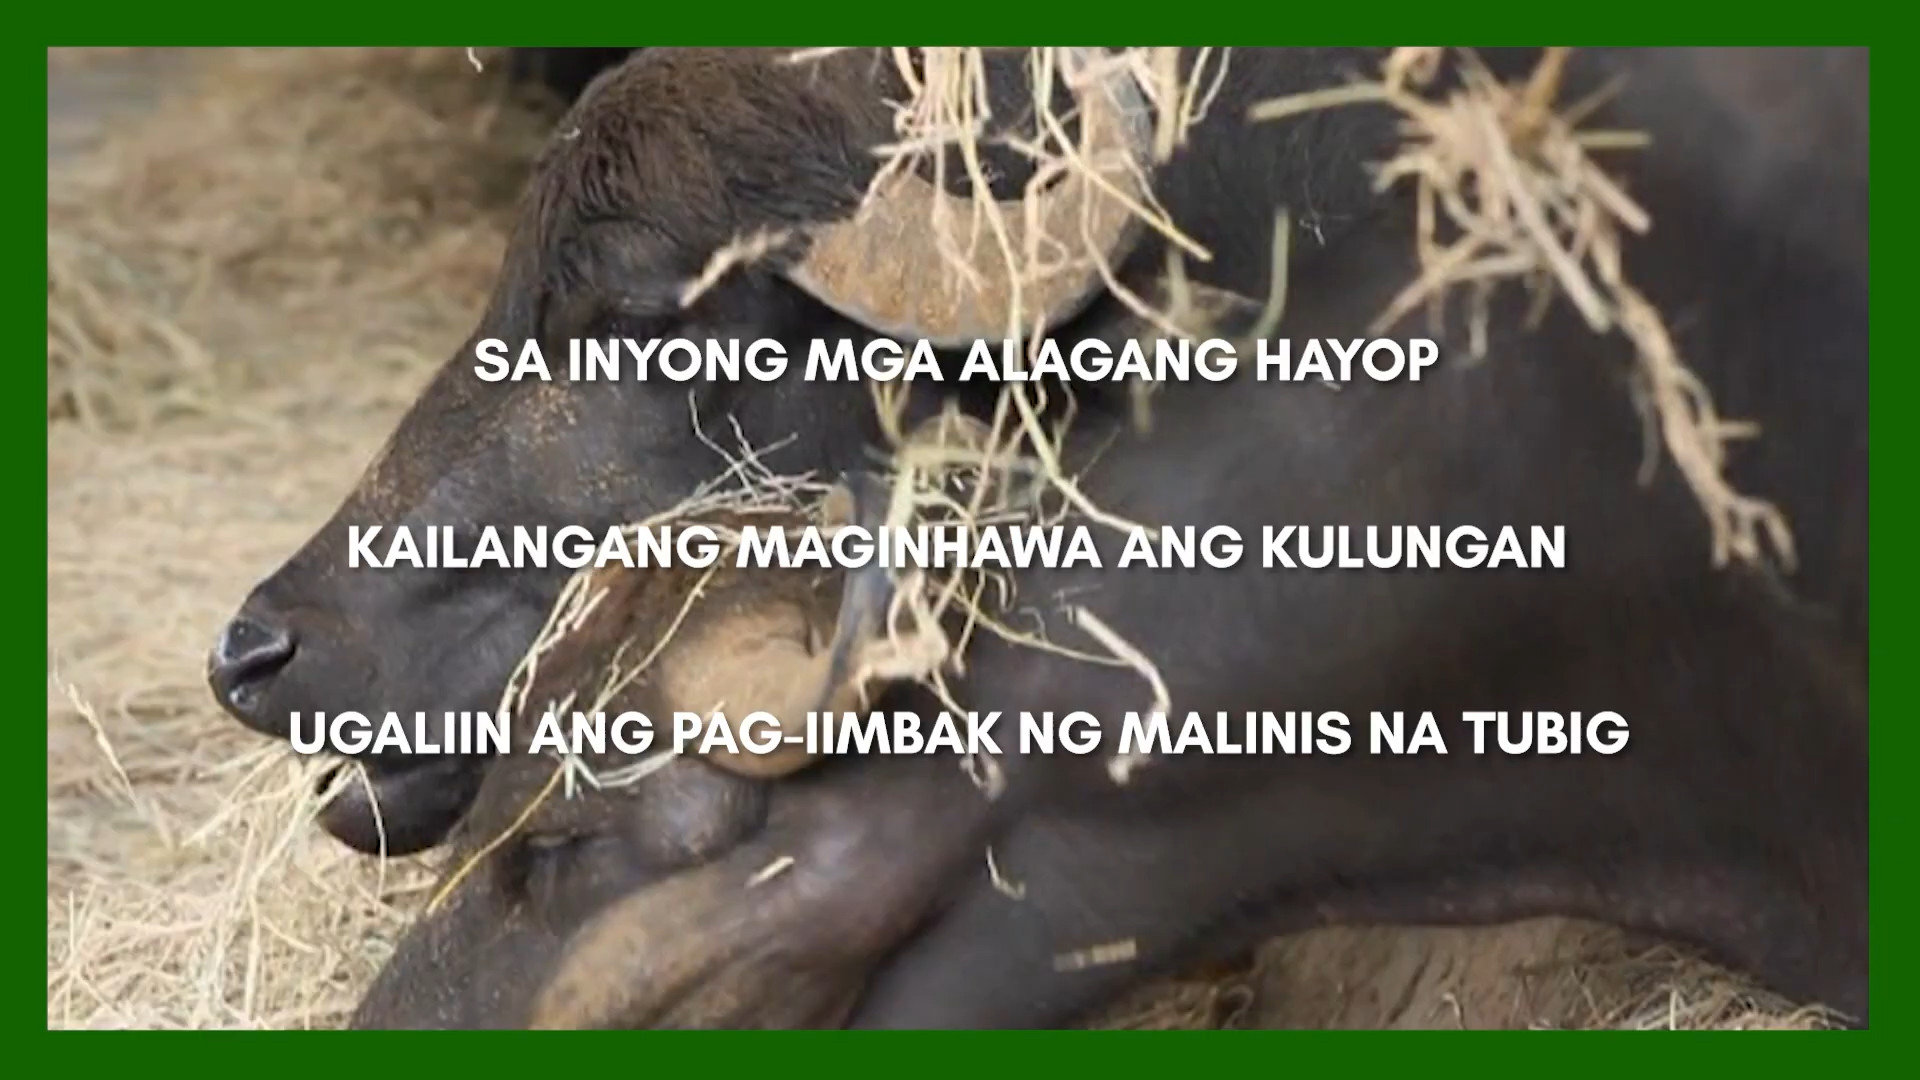 SA INYONG MGA ALAGANG HAYOP
KAILANGANG MAGINHAWA ANG KULUNGAN
UGALIIN ANG PAG-IIMBAK NG MALINIS NA TUBIG